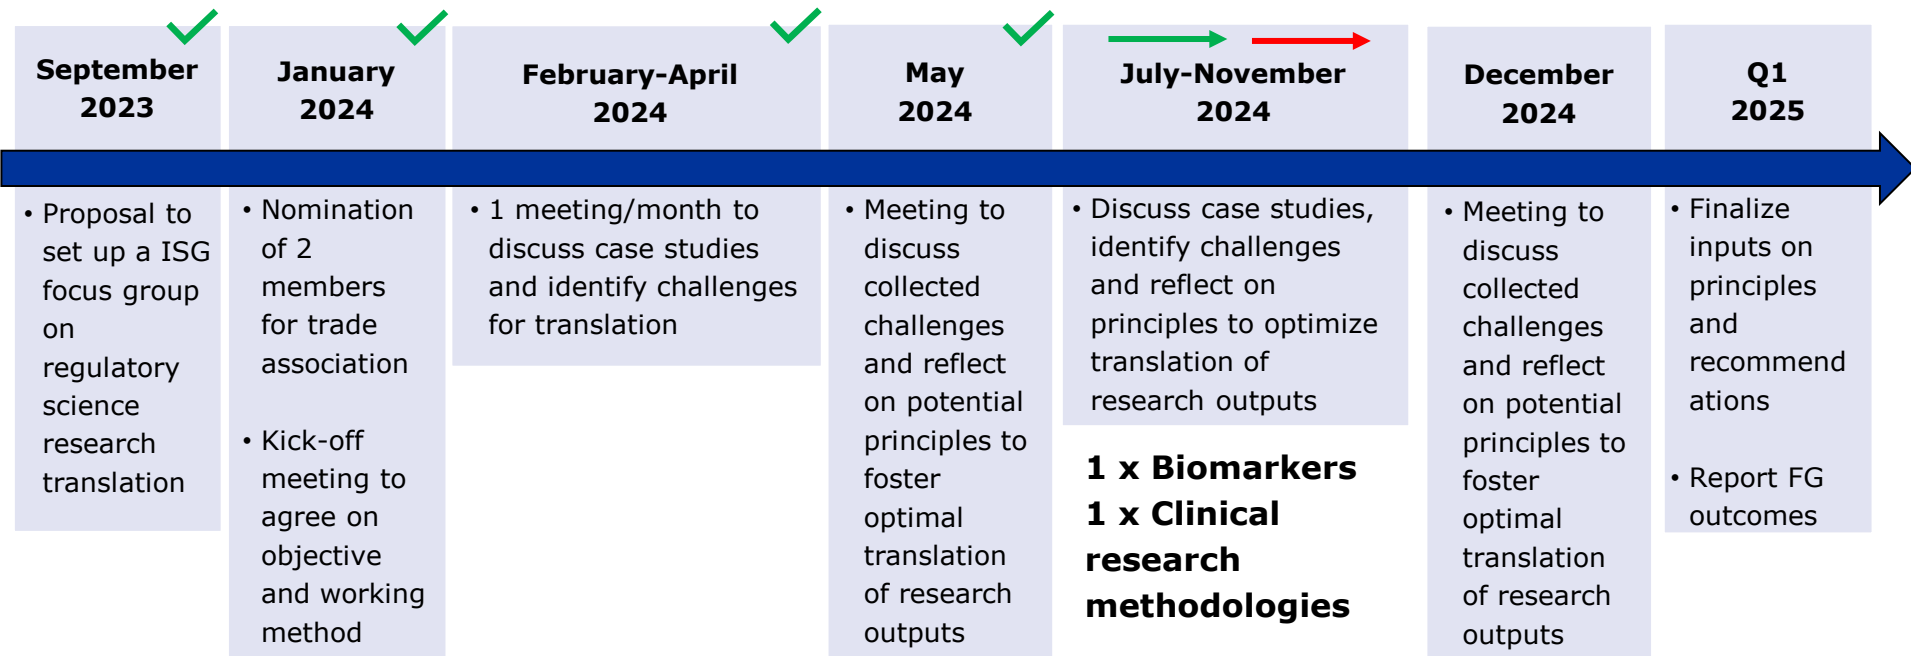 September
2023
• Proposal to
set up a ISG
focus group
on
regulatory
science
research
translation
January
2024
• Nomination
of 2
members
for trade
association
• Kick-off
meeting to
agree on
objective
and working
method
February-April
2024
• 1 meeting/month to
discuss case studies
and identify challenges
for translation
May
2024
• Meeting to
discuss
collected
challenges
and reflect
on potential
principles to
foster
optimal
translation
of research
outputs
July-November
2024
• Discuss case studies,
identify challenges
and reflect on
principles to optimize
translation of
research outputs
1 x Biomarkers
1 x Clinical
research
methodologies
December
2024
• Meeting to
discuss
collected
challenges
and reflect
on potential
principles to
foster
optimal
translation
of research
outputs
Q1
2025
• Finalize
inputs on
principles
and
recommend
ations
• Report FG
outcomes